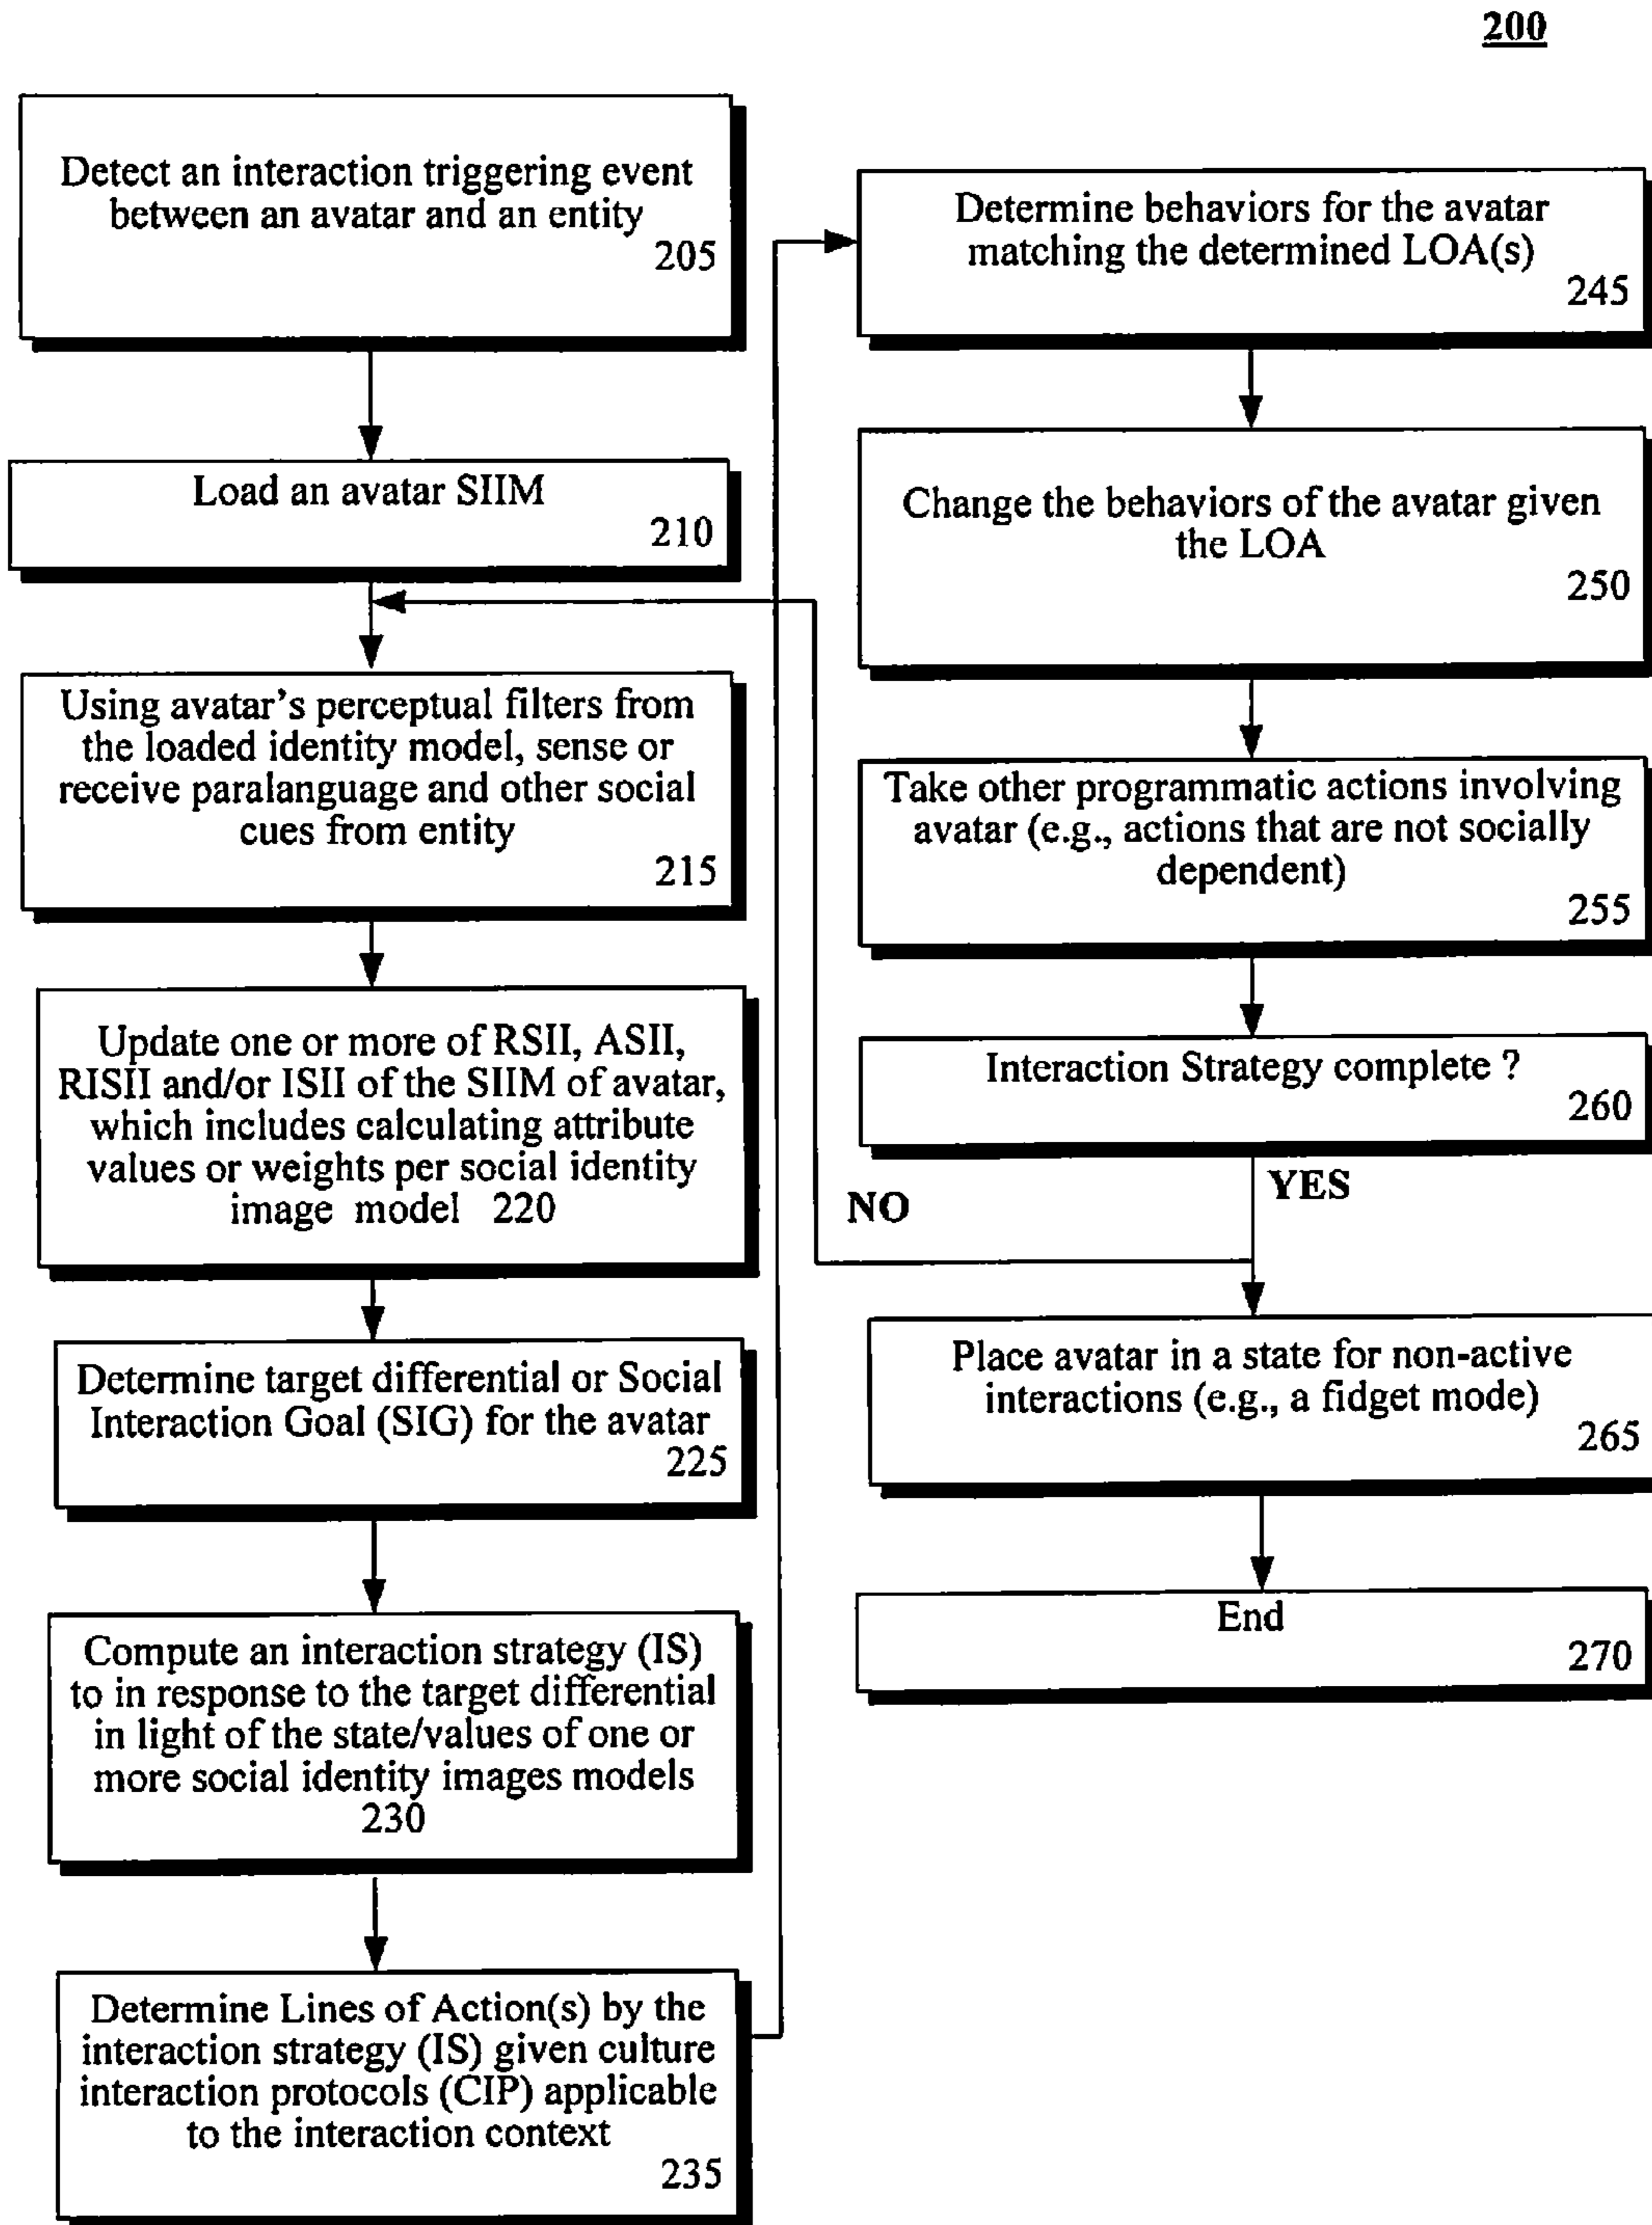 200
Detect an interaction triggering event
between an avatar and an entity
205
Load an avatar SIIM
210
Using avatar's perceptual filters from
the loaded identity model, sense or
receive paralanguage and other social
cues from entity
215
Update one or more of RSII, ASII,
RISII and/or ISII of the SIIM of avatar,
which includes calculating attribute
values or weights per social identity
image model 220
Determine target differential or Social
Interaction Goal (SIG) for the avatar
225
Compute an interaction strategy (IS)
to in response to the target differential
in light of the state/values of one or
more social identity images models
230
Determine Lines of Action(s) by the
interaction strategy (IS) given culture
interaction protocols (CIP) applicable
to the interaction context
235
Determine behaviors for the avatar
matching the determined LOA(s)
245
Change the behaviors of the avatar given
the LOA
250
Take other programmatic actions involving
avatar (e.g., actions that are not socially
dependent)
255
Interaction Strategy complete ?
260
YES
NO
Place avatar in a state for non-active
interactions (e.g., a fidget mode)
265
End
270